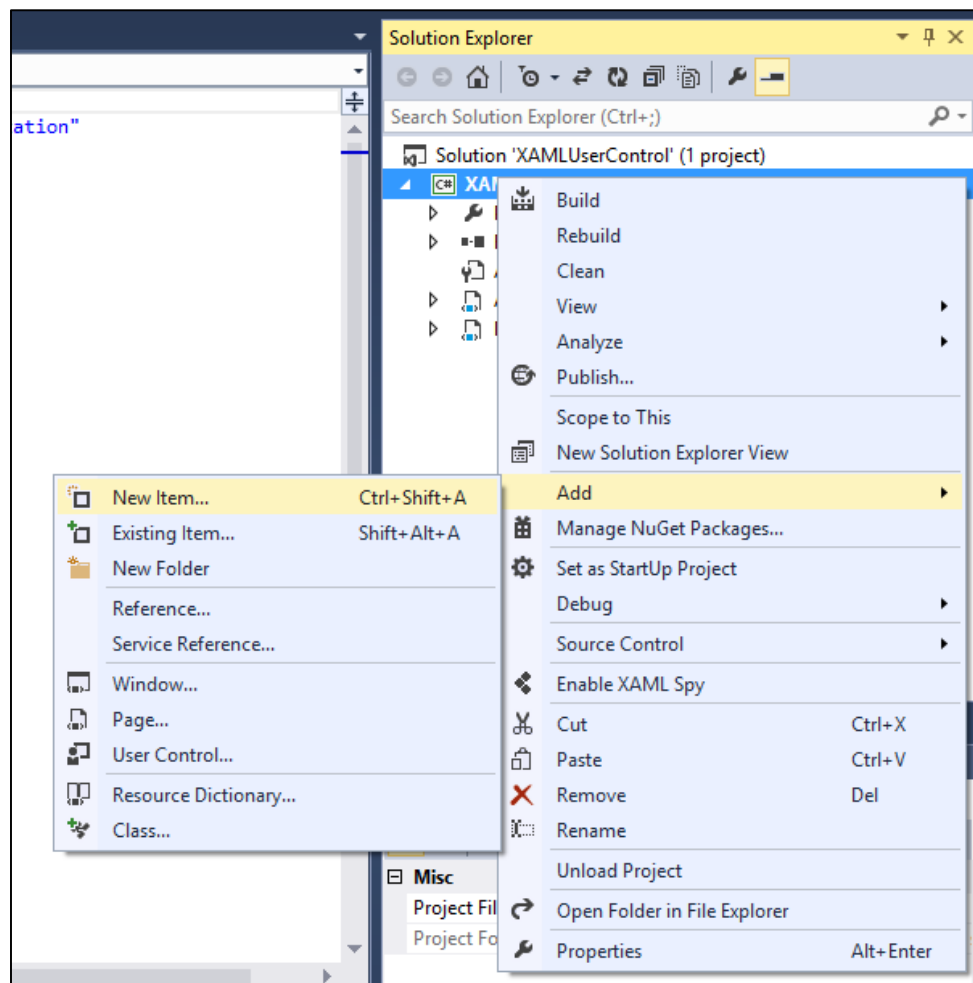 Solution Explorer
Search Solution Explorer (Ctrl+;)
ation"
Solution 'XAMLUserControl' (1 project)
C#
Build
Rebuild
Clean
View
Analyze
Publish...
Scope to This
New Solution Explorer View
Add
Manage NuGet Packages...
Set as StartUp Project
Debug
Source Control
Enable XAML Spy
Cut Ctrl+X
Paste Ctrl+V
Remove Del
Rename
Unload Project
Open Folder in File Explorer
Properties Alt+Enter
New Item... Ctrl+Shift+A
Existing Item... Shift+Alt+A
New Folder
Reference...
Service Reference...
Window...
Page...
User Control...
Resource Dictionary...
Class...
Misc
Project Fil
Project Fo